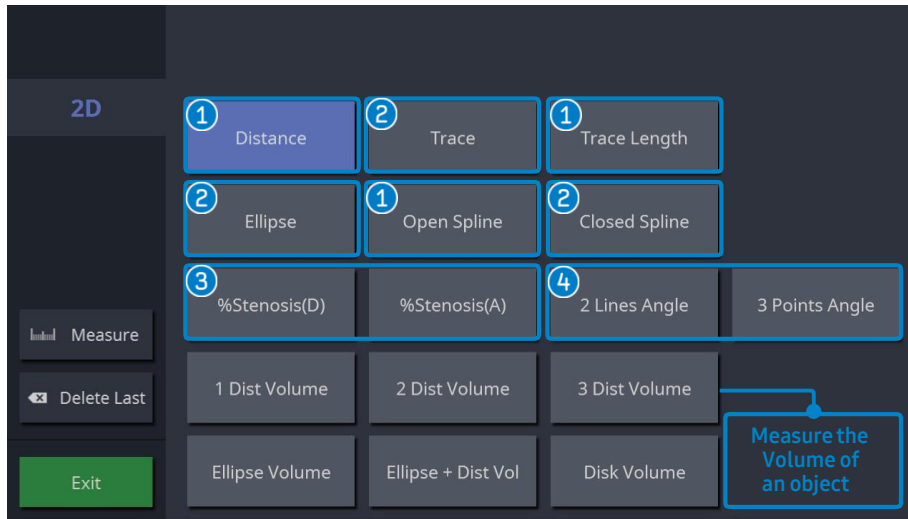 2D
1 Distance
2 Trace
1 Trace Length
2 Ellipse
1 Open Spline
2 Closed Spline
3 %Stenosis(D)
%Stenosis(A)
4 2 Lines Angle
3 Points Angle
1 Dist Volume
2 Dist Volume
3 Dist Volume
Ellipse Volume
Ellipse + Dist Vol
Disk Volume
Measure the
Volume of
an object
Measure
Delete Last
Exit